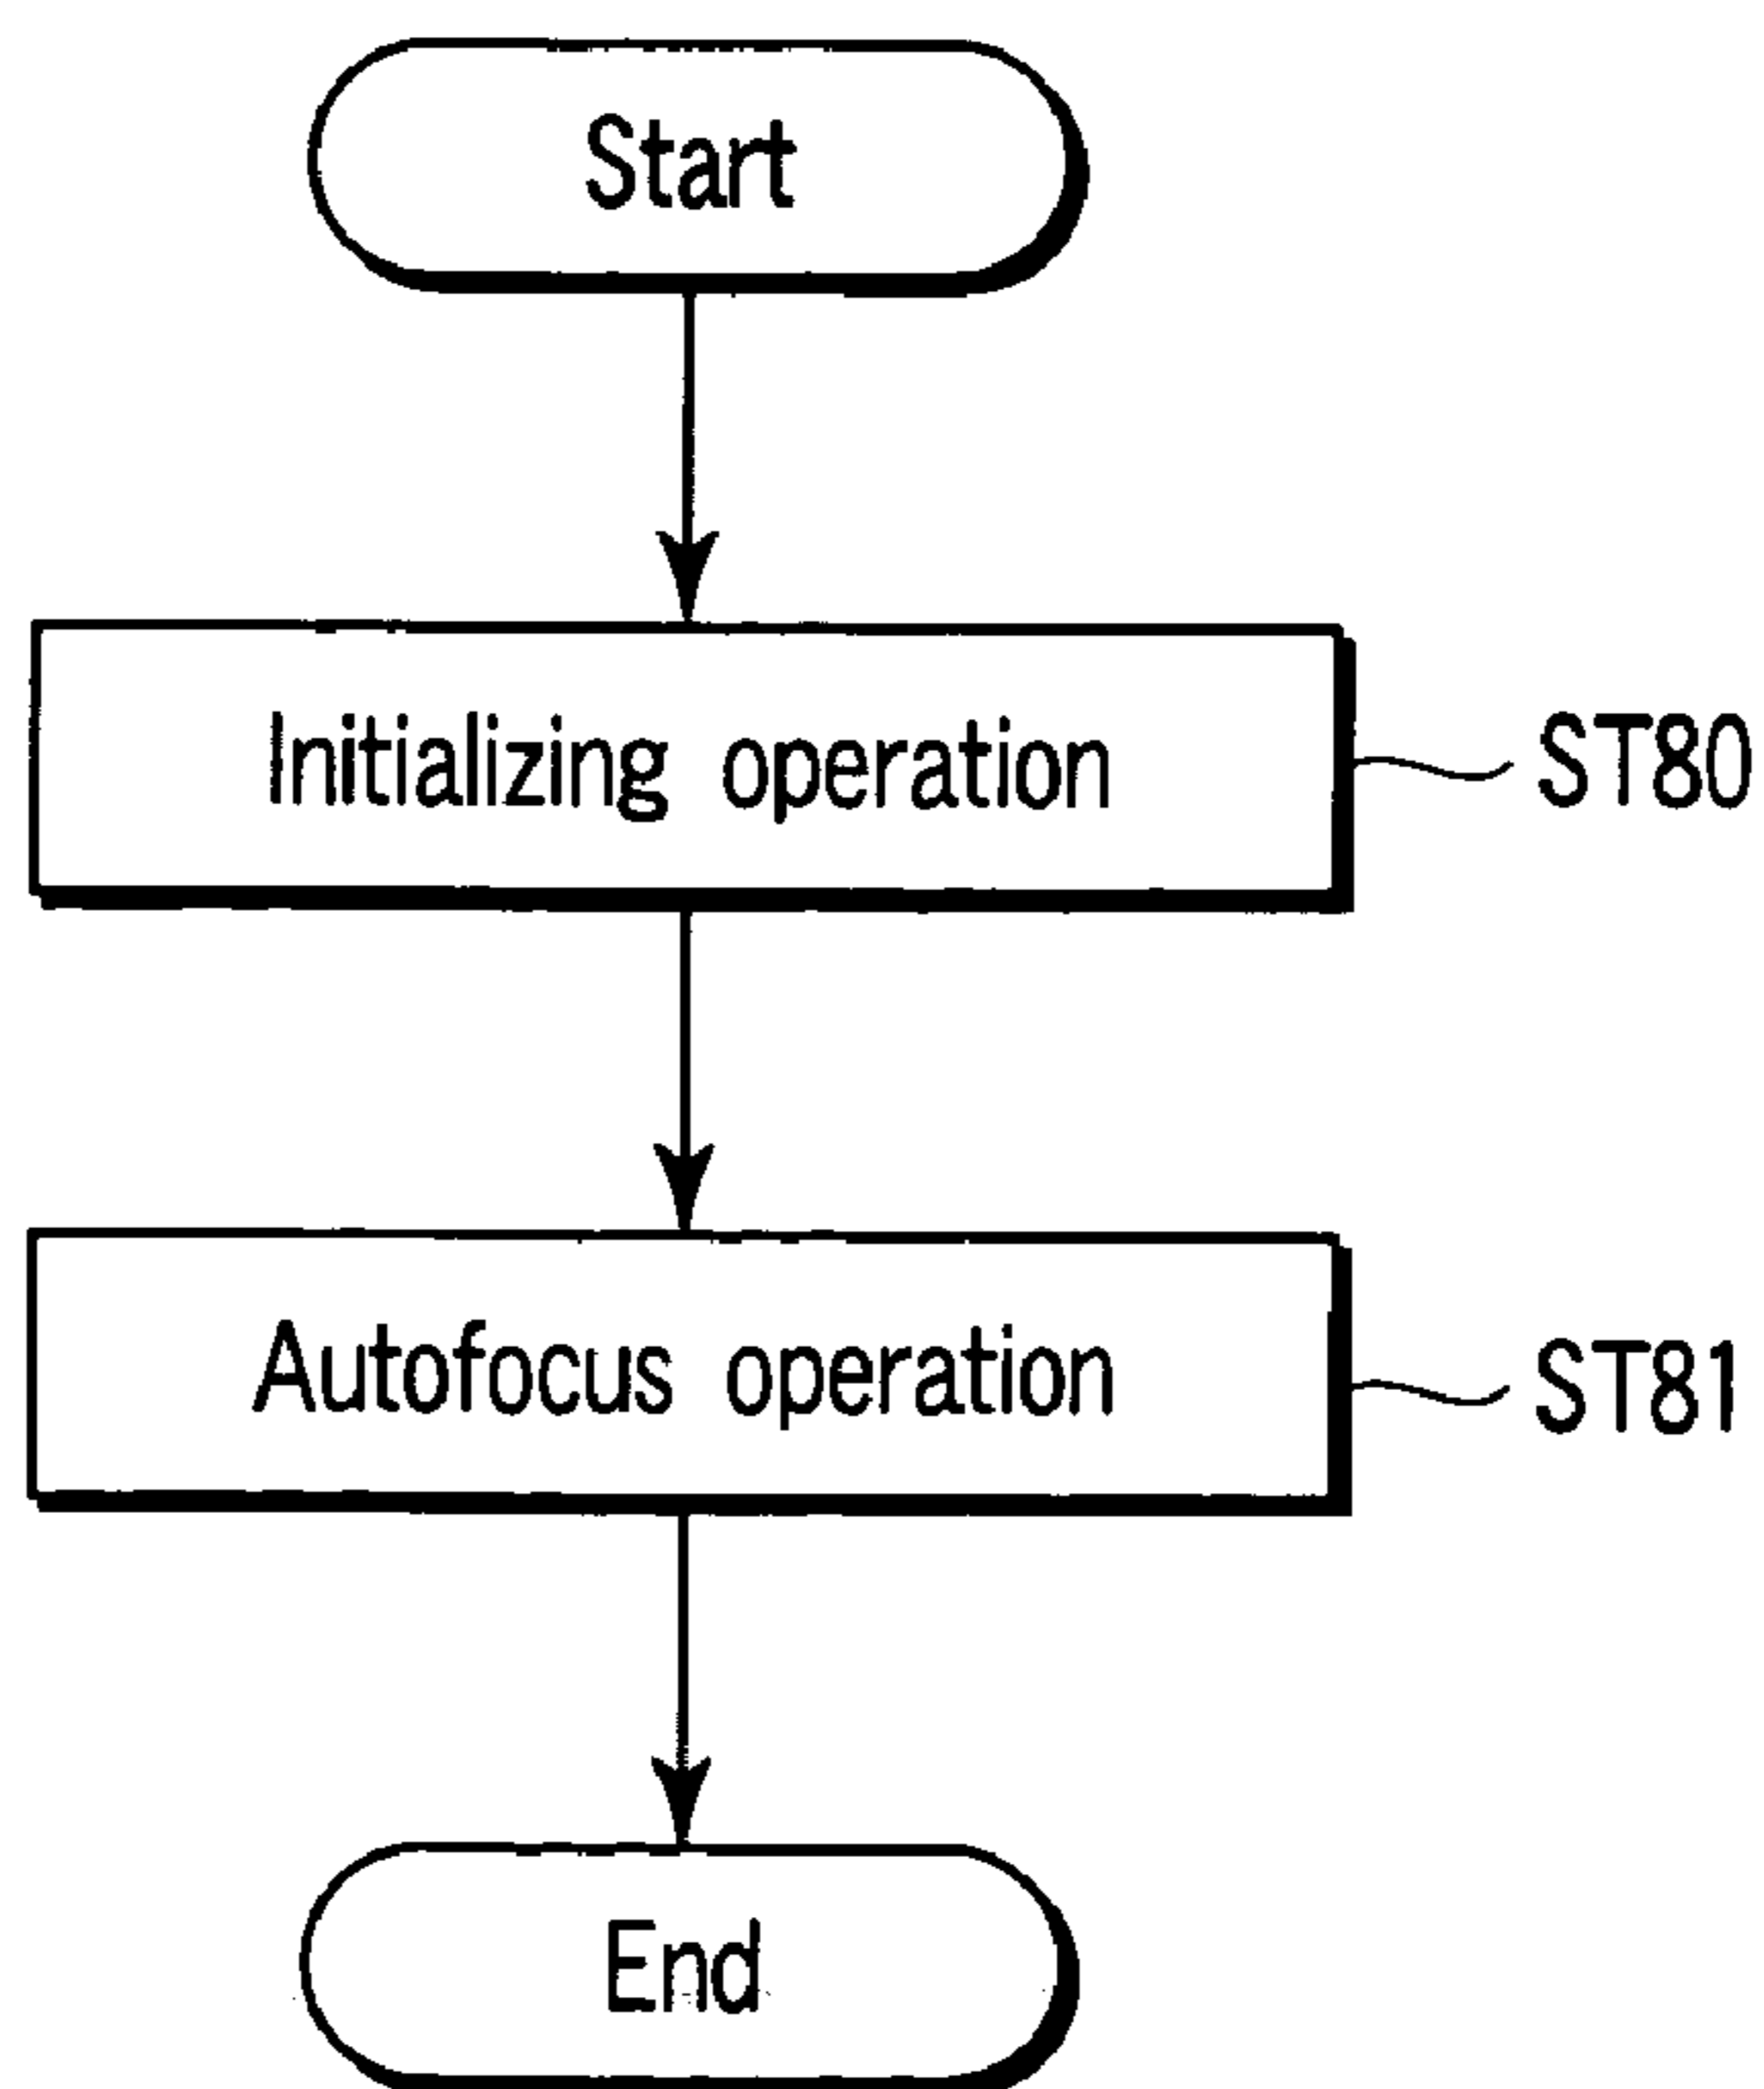 Start
Initializing operation
ST80
Autofocus operation
ST81
End